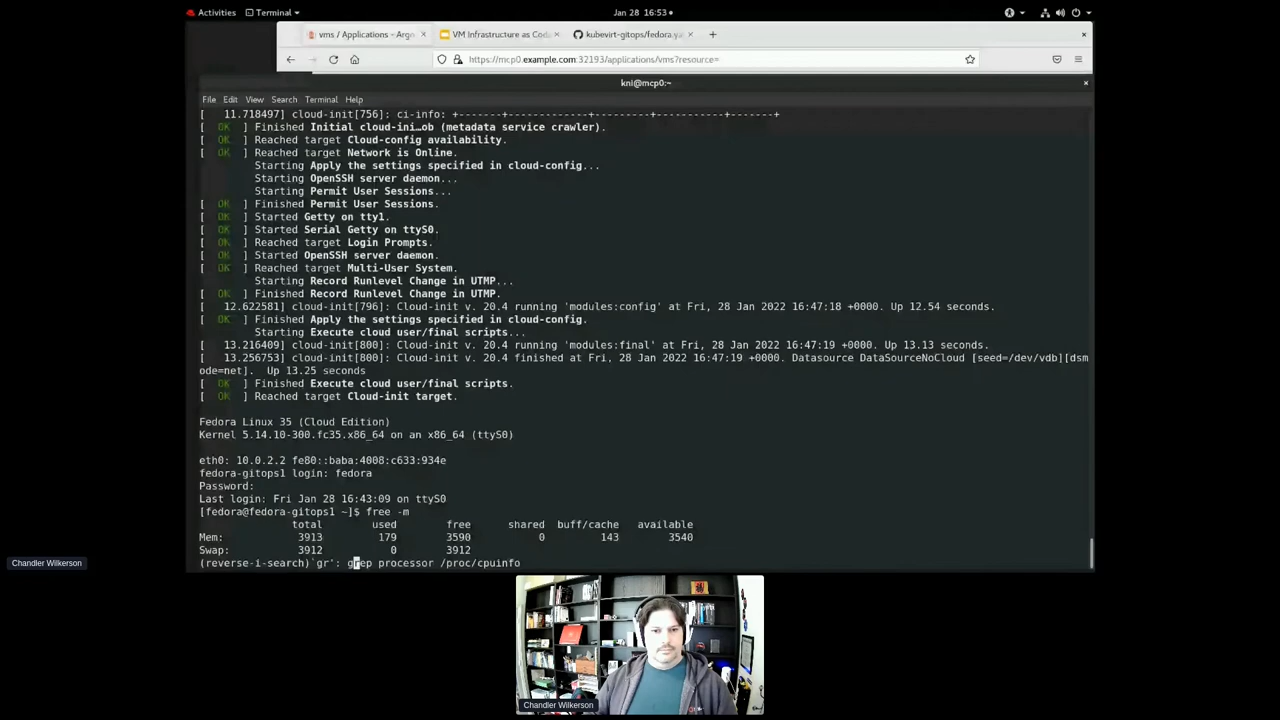 Activities
Terminal
Jan 28 16:53
vms / Applications - Argo
VM Infrastructure as Code
kubevirt-gitops/fedora.ya
https://mcp0.example.com:32193/applications/vms?resource=
kni@mcp0:~
File Edit View Search Terminal Help
[   11.718497] cloud-init[756]: ci-info: +-------+-------------+---------+-----------+-------+
[  OK  ] Finished Initial cloud-ini…ob (metadata service crawler).
[  OK  ] Reached target Cloud-config availability.
[  OK  ] Reached target Network is Online.
Starting Apply the settings specified in cloud-config...
Starting OpenSSH server daemon...
Starting Permit User Sessions...
[  OK  ] Finished Permit User Sessions.
[  OK  ] Started Getty on tty1.
[  OK  ] Started Serial Getty on ttyS0.
[  OK  ] Reached target Login Prompts.
[  OK  ] Started OpenSSH server daemon.
[  OK  ] Reached target Multi-User System.
Starting Record Runlevel Change in UTMP...
[  OK  ] Finished Record Runlevel Change in UTMP.
[   12.622581] cloud-init[796]: Cloud-init v. 20.4 running 'modules:config' at Fri, 28 Jan 2022 16:47:18 +0000. Up 12.54 seconds.
[  OK  ] Finished Apply the settings specified in cloud-config.
Starting Execute cloud user/final scripts...
[   13.216409] cloud-init[800]: Cloud-init v. 20.4 running 'modules:final' at Fri, 28 Jan 2022 16:47:19 +0000. Up 13.13 seconds.
[   13.256753] cloud-init[800]: Cloud-init v. 20.4 finished at Fri, 28 Jan 2022 16:47:19 +0000. Datasource DataSourceNoCloud [seed=/dev/vdb][dsm
ode=net].  Up 13.25 seconds
[  OK  ] Finished Execute cloud user/final scripts.
[  OK  ] Reached target Cloud-init target.
Fedora Linux 35 (Cloud Edition)
Kernel 5.14.10-300.fc35.x86_64 on an x86_64 (ttyS0)
eth0: 10.0.2.2 fe80::baba:4008:c633:934e
fedora-gitops1 login: fedora
Password:
Last login: Fri Jan 28 16:43:09 on ttyS0
[fedora@fedora-gitops1 ~]$ free -m
total used free shared buff/cache available
Mem: 3913 179 3590 0 143 3540
Swap: 3912 0 3912
(reverse-i-search)`gr': grep processor /proc/cpuinfo
Chandler Wilkerson
Chandler Wilkerson